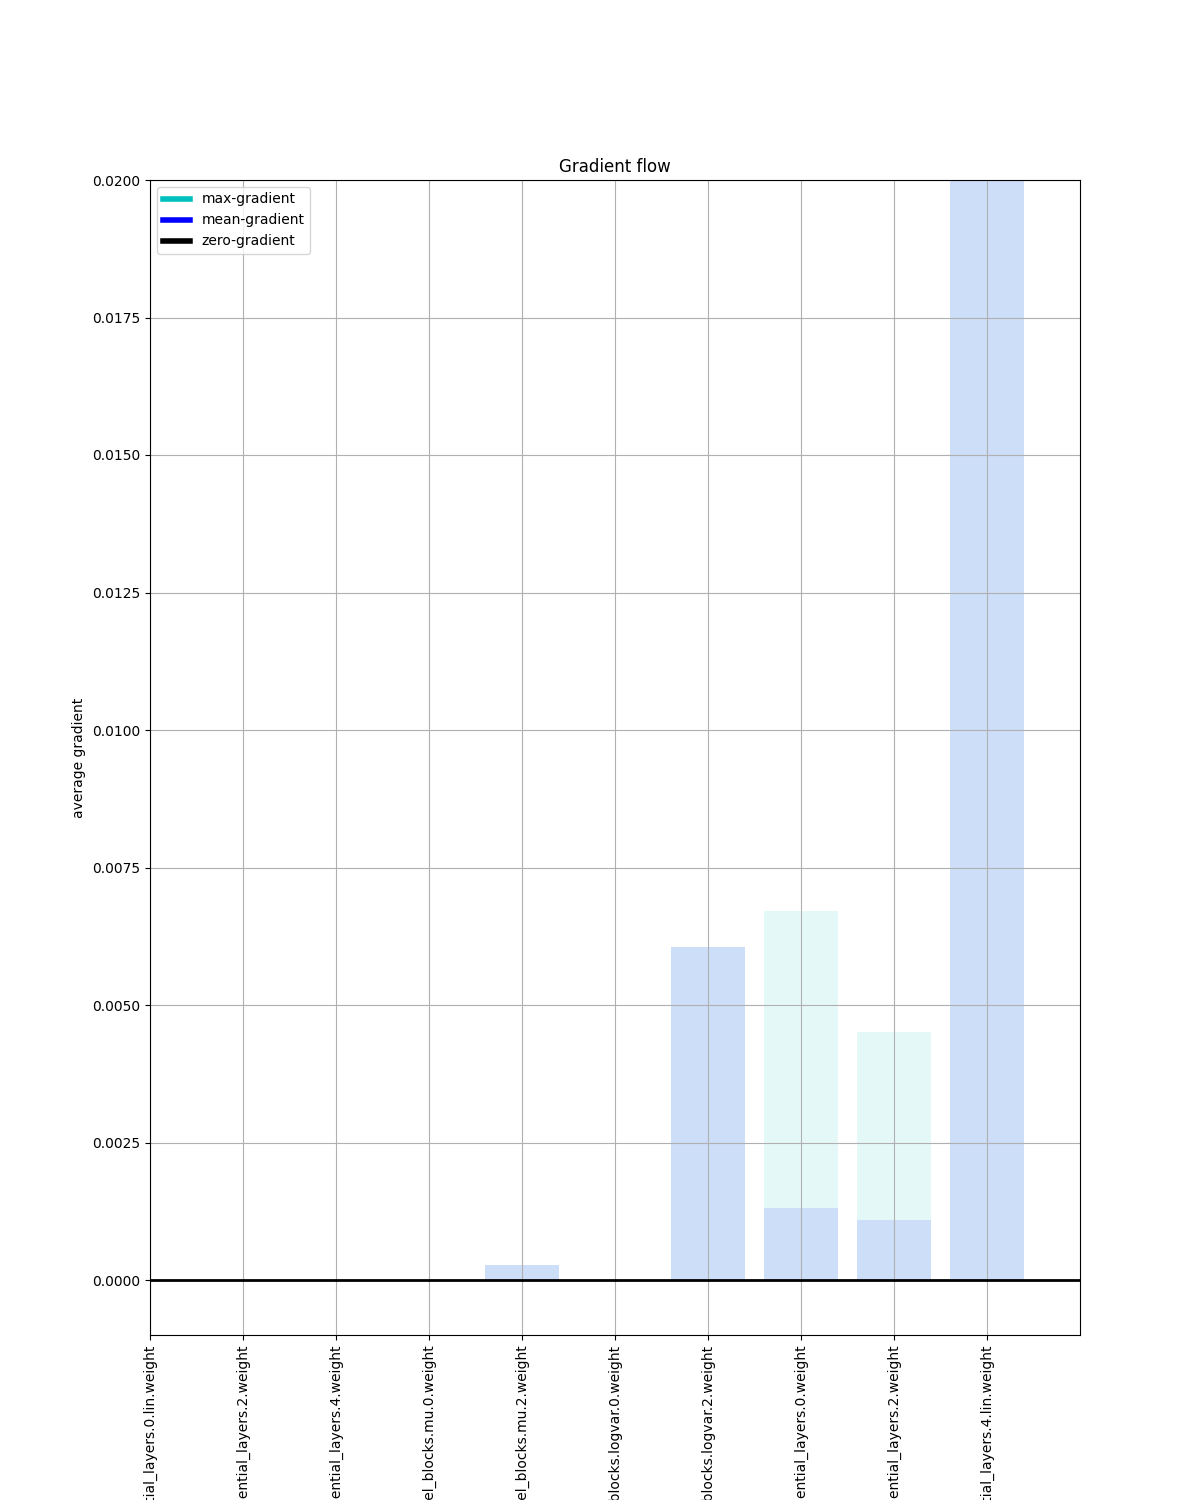 Gradient flow
max-gradient
mean-gradient
zero-gradient
average gradient
0.0200
0.0175
0.0150
0.0125
0.0100
0.0075
0.0050
0.0025
0.0000
tial_layers.0.lin.weight
ential_layers.2.weight
ential_layers.4.weight
el_blocks.mu.0.weight
el_blocks.mu.2.weight
blocks.logvar.0.weight
blocks.logvar.2.weight
ential_layers.0.weight
ential_layers.2.weight
tial_layers.4.lin.weight